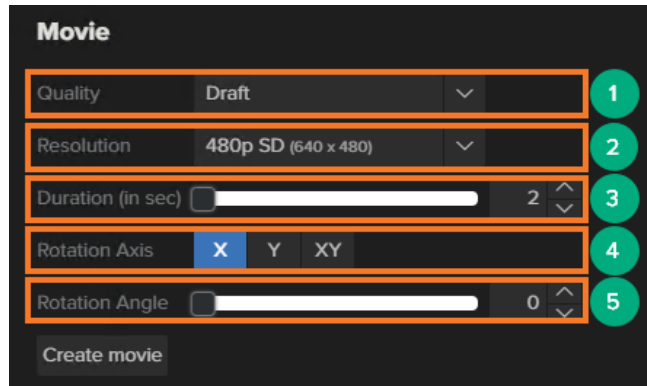 Movie
Quality Draft 1
Resolution 480p SD (640 x 480) 2
Duration (in sec) 2 3
Rotation Axis X Y XY 4
Rotation Angle 0 5
Create movie